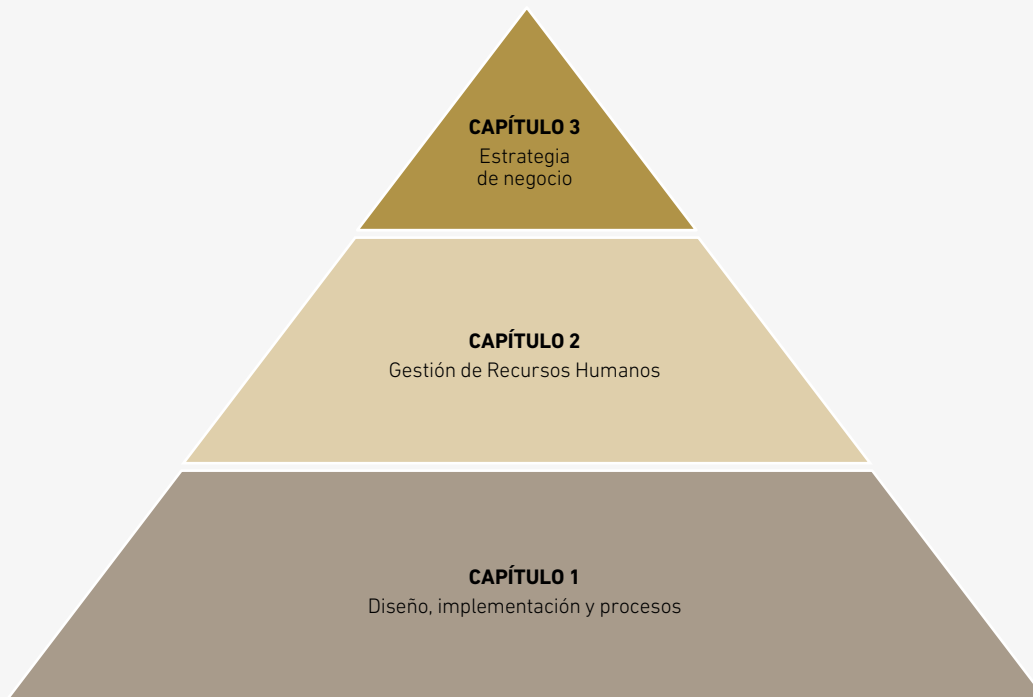 CAPÍTULO 3
Estrategia
de negocio
CAPÍTULO 2
Gestión de Recursos Humanos
CAPÍTULO 1
Diseño, implementación y procesos